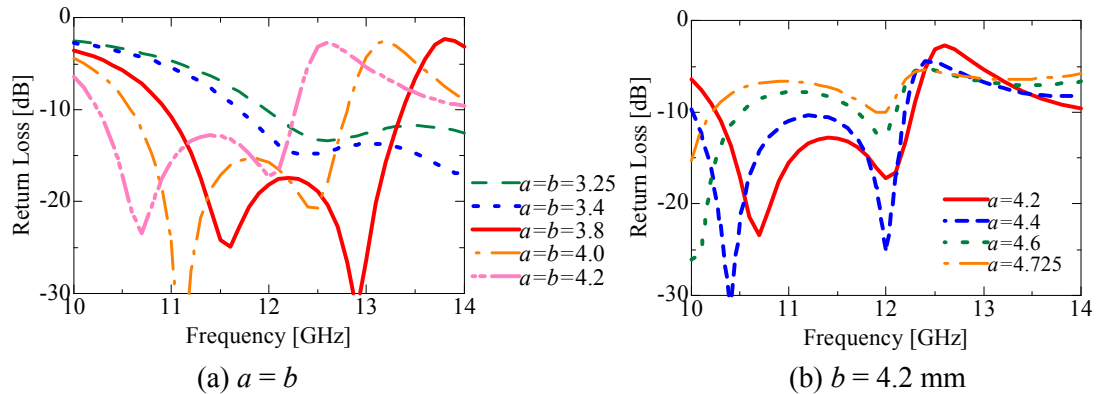 0
-10
-20
-30
Return Loss [dB]
10 11 12 13 14
Frequency [GHz]
a=b=3.25
a=b=3.4
a=b=3.8
a=b=4.0
a=b=4.2
(a) a = b
0
-10
-20
-30
Return Loss [dB]
10 11 12 13 14
Frequency [GHz]
a=4.2
a=4.4
a=4.6
a=4.725
(b) b = 4.2 mm